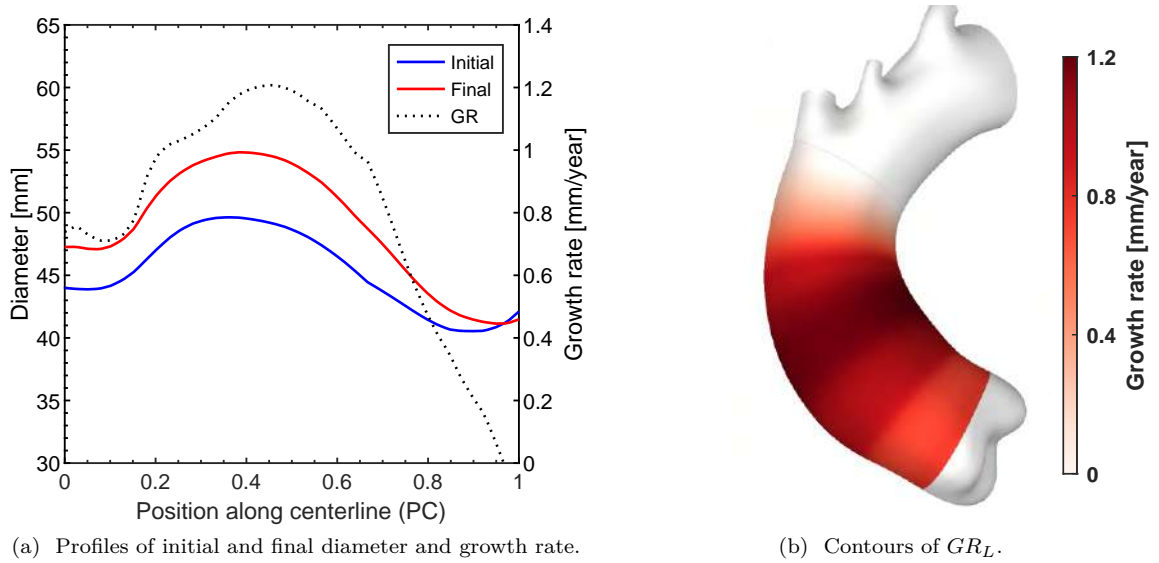 65
60
55
50
45
40
35
30
Diameter [mm]
0
0.2
0.4
0.6
0.8
1
Position along centerline (PC)
1.4
1.2
1
0.8
0.6
0.4
0.2
0
Growth rate [mm/year]
Initial
Final
GR
(a) Profiles of initial and final diameter and growth rate.
1.2
0.8
0.4
0
Growth rate [mm/year]
(b) Contours of GR_L.